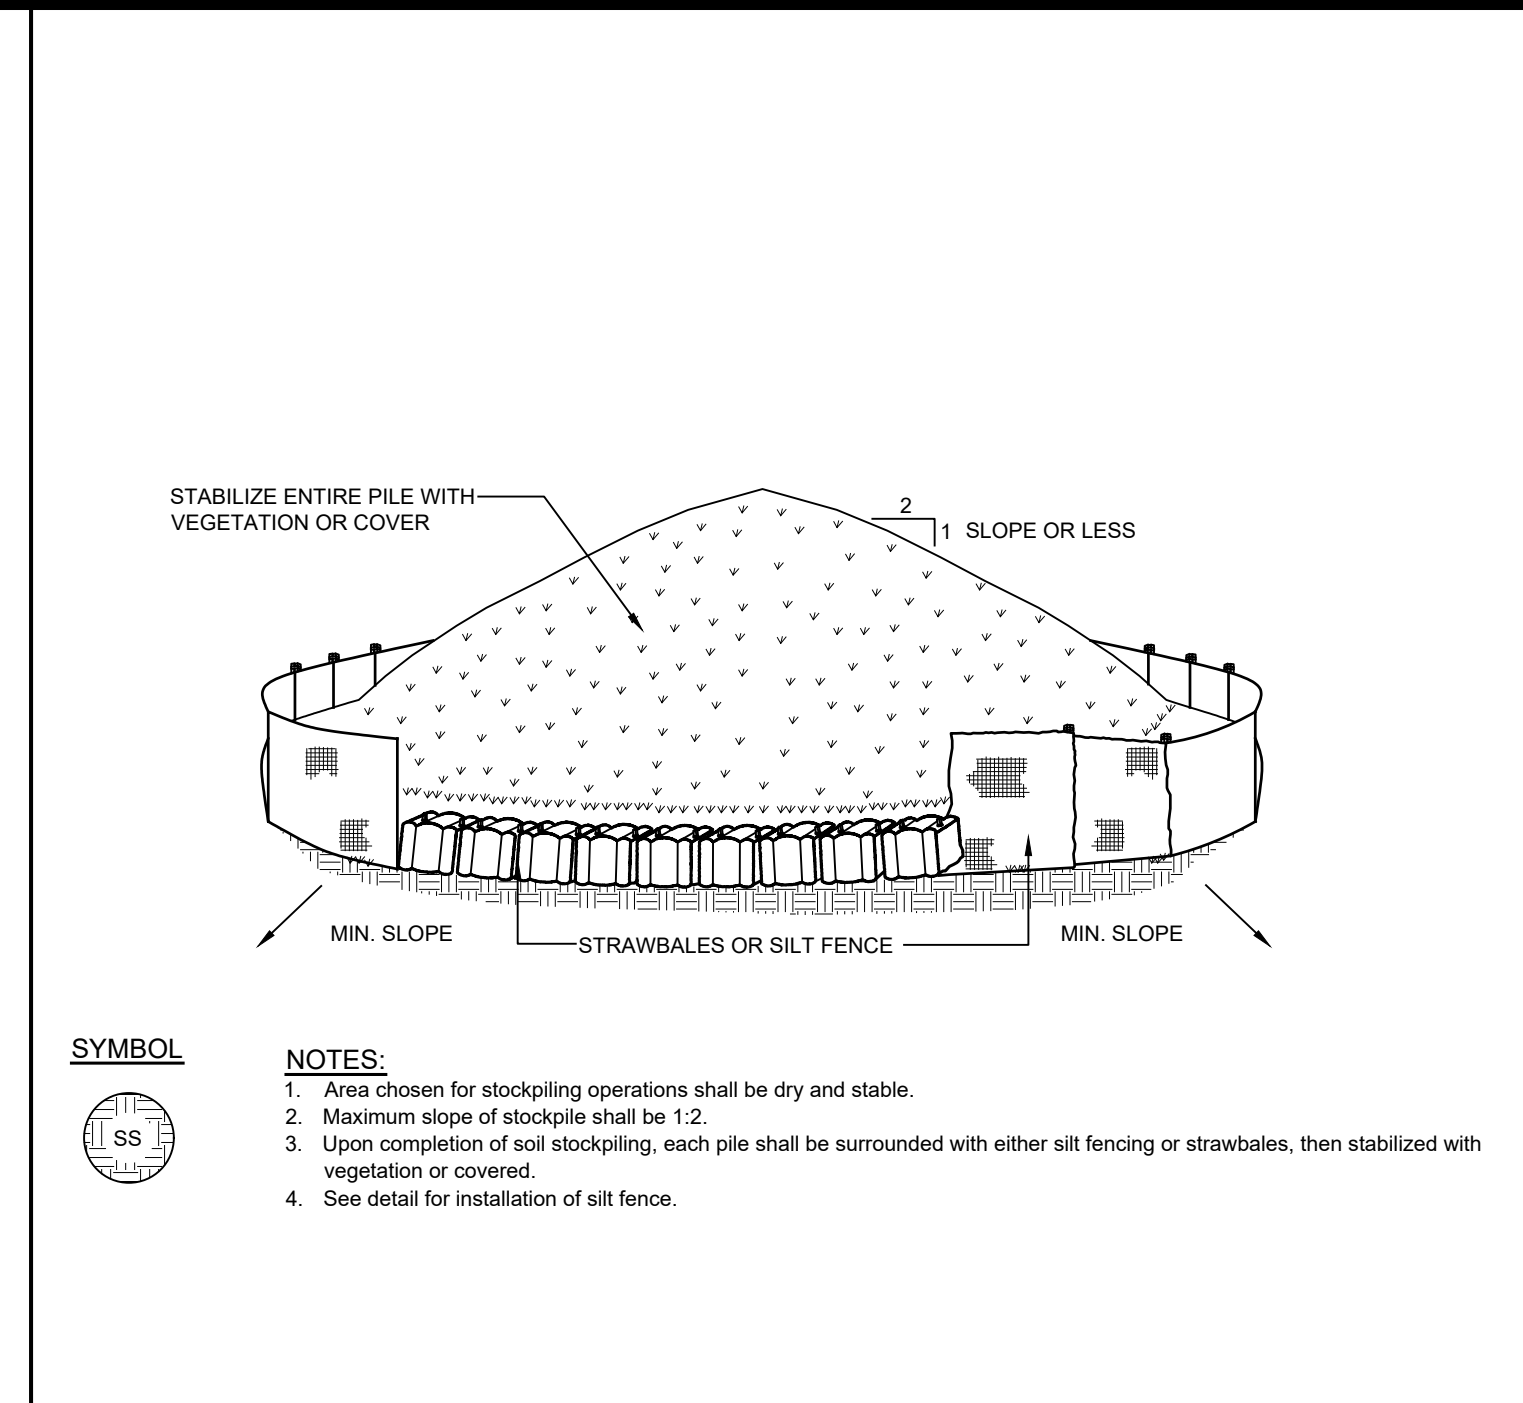 STABILIZE ENTIRE PILE WITH
VEGETATION OR COVER
2
1 SLOPE OR LESS
MIN. SLOPE
STRAWBALES OR SILT FENCE
MIN. SLOPE
SYMBOL
SS
NOTES:
1. Area chosen for stockpiling operations shall be dry and stable.
2. Maximum slope of stockpile shall be 1:2.
3. Upon completion of soil stockpiling, each pile shall be surrounded with either silt fencing or strawbales, then stabilized with
vegetation or covered.
4. See detail for installation of silt fence.